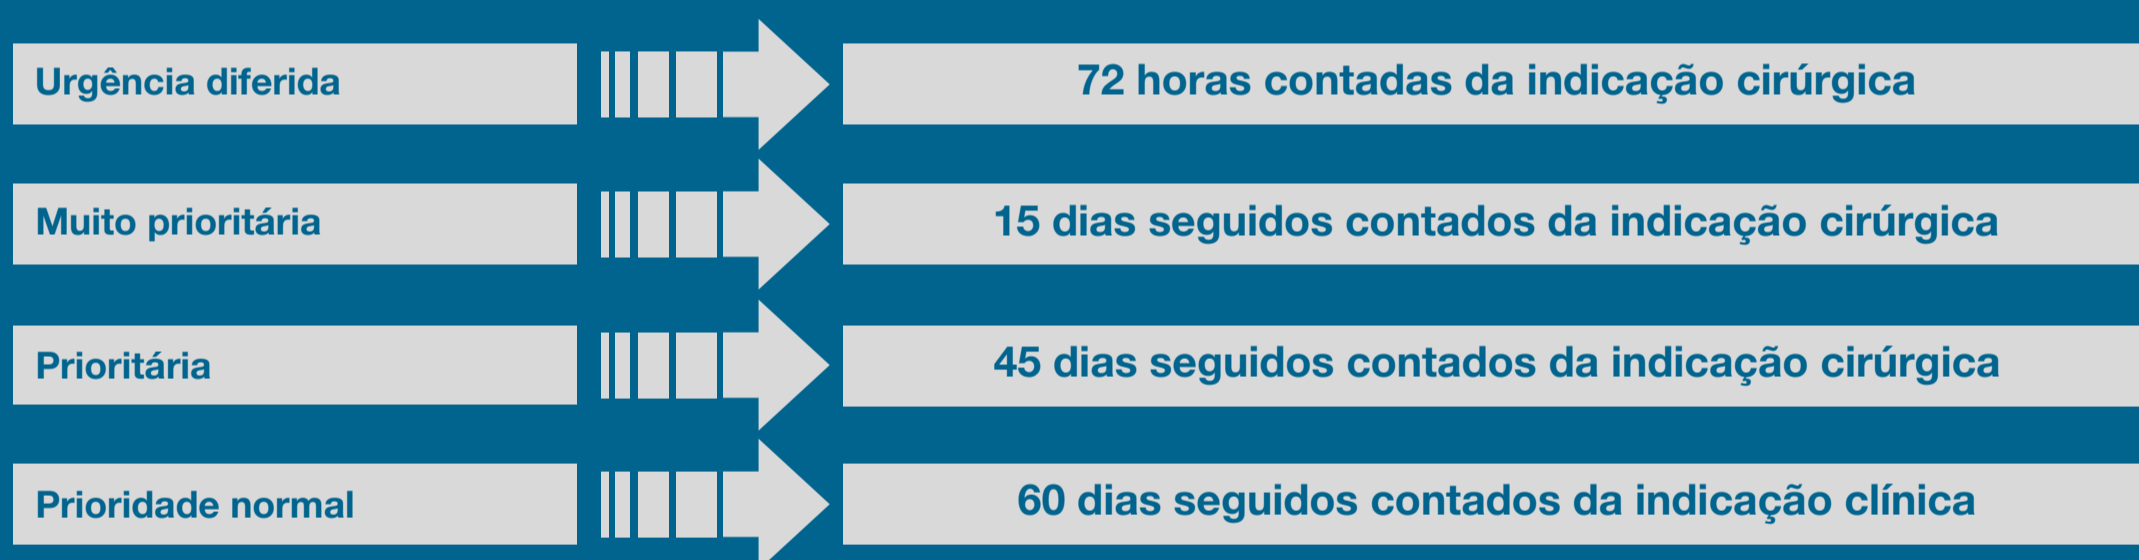 Urgência diferida
72 horas contadas da indicação cirúrgica
Muito prioritária
15 dias seguidos contados da indicação cirúrgica
Prioritária
45 dias seguidos contados da indicação cirúrgica
Prioridade normal
60 dias seguidos contados da indicação clínica